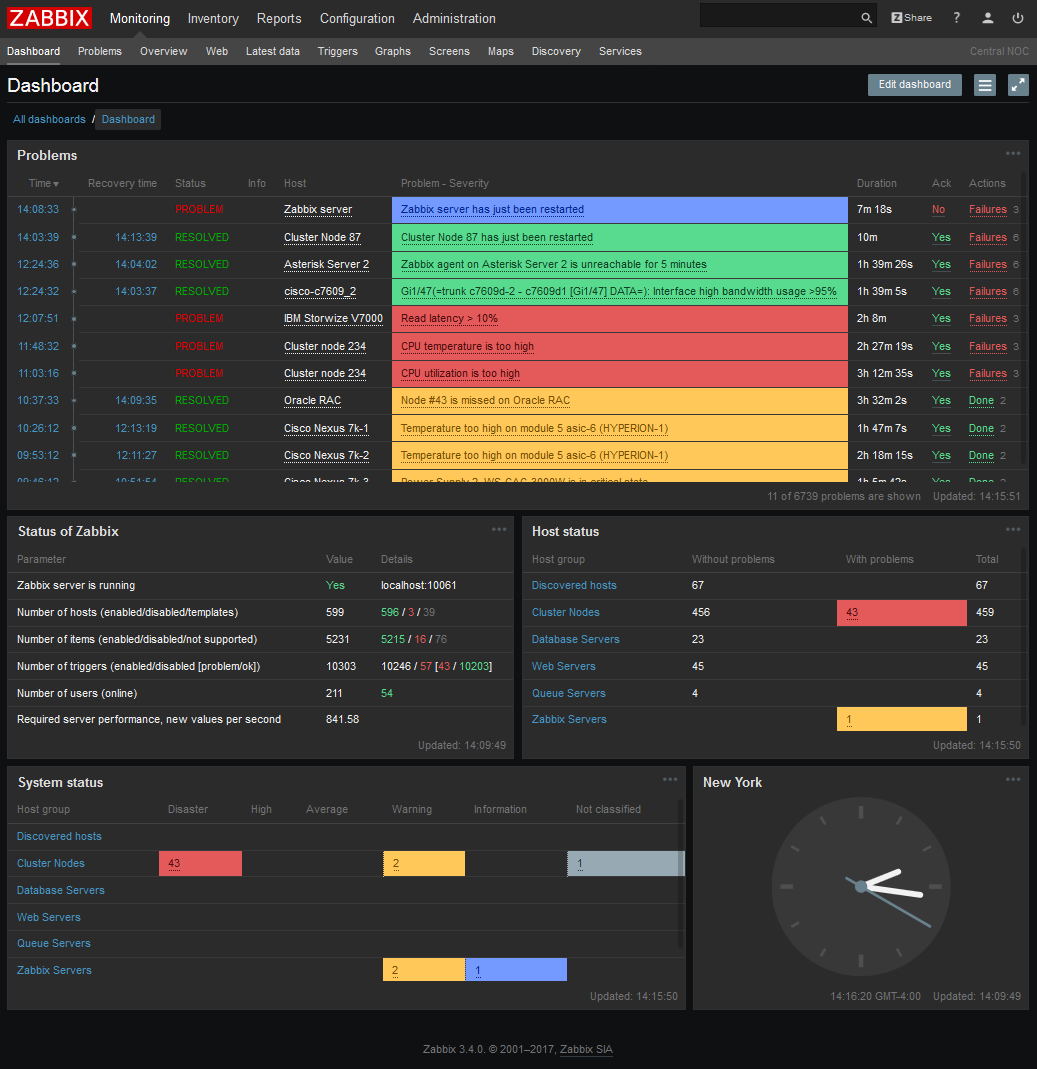 ZABBIX Monitoring Inventory Reports Configuration Administration Z Share ?
Dashboard Problems Overview Web Latest data Triggers Graphs Screens Maps Discovery Services Central NOC
Dashboard Edit dashboard
All dashboards / Dashboard
Problems
Time Recovery time Status Info Host Problem - Severity Duration Ack Actions
14:08:33 PROBLEM Zabbix server Zabbix server has just been restarted 7m 18s No Failures 3
14:03:39 14:13:39 RESOLVED Cluster Node 87 Cluster Node 87 has just been restarted 10m Yes Failures 6
12:24:36 14:04:02 RESOLVED Asterisk Server 2 Zabbix agent on Asterisk Server 2 is unreachable for 5 minutes 1h 39m 26s Yes Failures 6
12:24:32 14:03:37 RESOLVED cisco-c7609_2 Gi1/47(=trunk c7609d-2 - c7609d1 [Gi1/47] DATA=): Interface high bandwidth usage >95% 1h 39m 5s Yes Failures 6
12:07:51 PROBLEM IBM Storwize V7000 Read latency > 10% 2h 8m Yes Failures 3
11:48:32 PROBLEM Cluster node 234 CPU temperature is too high 2h 27m 19s Yes Failures 3
11:03:16 PROBLEM Cluster node 234 CPU utilization is too high 3h 12m 35s Yes Failures 3
10:37:33 14:09:35 RESOLVED Oracle RAC Node #43 is missed on Oracle RAC 3h 32m 2s Yes Done 2
10:26:12 12:13:19 RESOLVED Cisco Nexus 7k-1 Temperature too high on module 5 asic-6 (HYPERION-1) 1h 47m 7s Yes Done 2
09:53:12 12:11:27 RESOLVED Cisco Nexus 7k-2 Temperature too high on module 5 asic-6 (HYPERION-1) 2h 18m 15s Yes Done 2
09:46:12 10:51:54 RESOLVED Cisco Nexus 7k-3 Power Supply 2, WS-CAC-3000W is in critical state 1h 5m 42s Yes Done 2
11 of 6739 problems are shown Updated: 14:15:51
Status of Zabbix
Parameter Value Details
Zabbix server is running Yes localhost:10061
Number of hosts (enabled/disabled/templates) 599 596 / 3 / 39
Number of items (enabled/disabled/not supported) 5231 5215 / 16 / 76
Number of triggers (enabled/disabled [problem/ok]) 10303 10246 / 57 [43 / 10203]
Number of users (online) 211 54
Required server performance, new values per second 841.58
Updated: 14:09:49
Host status
Host group Without problems With problems Total
Discovered hosts 67 67
Cluster Nodes 456 43 459
Database Servers 23 23
Web Servers 45 45
Queue Servers 4 4
Zabbix Servers 1 1
Updated: 14:15:50
System status
Host group Disaster High Average Warning Information Not classified
Discovered hosts
Cluster Nodes 43 2 1
Database Servers
Web Servers
Queue Servers
Zabbix Servers 2 1
Updated: 14:15:50
New York
14:16:20 GMT-4:00 Updated: 14:09:49
Zabbix 3.4.0. © 2001–2017, Zabbix SIA